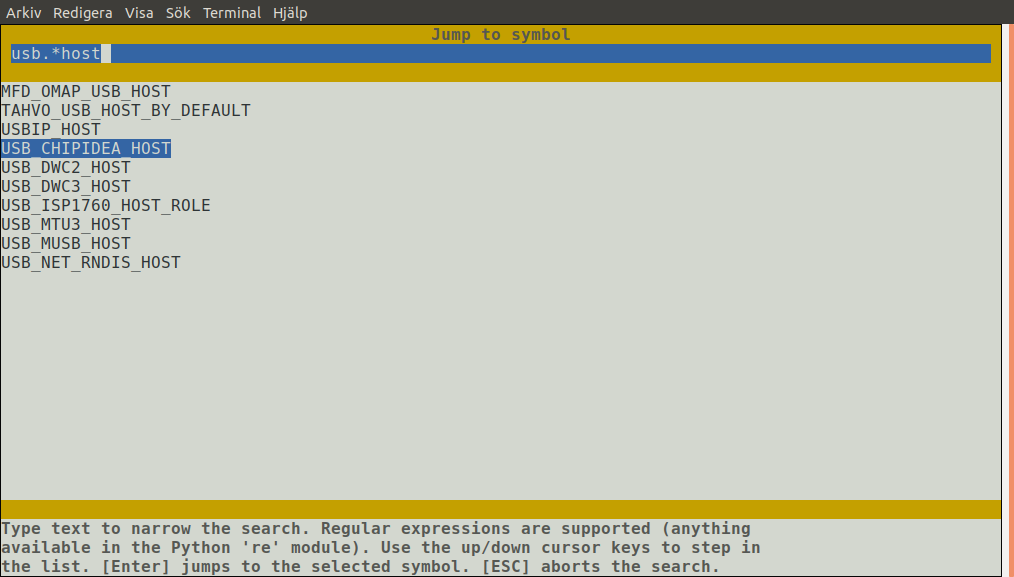 Arkiv Redigera Visa Sök Terminal Hjälp
Jump to symbol
usb.*host
MFD_OMAP_USB_HOST
TAHVO_USB_HOST_BY_DEFAULT
USBIP_HOST
USB_CHIPIDEA_HOST
USB_DWC2_HOST
USB_DWC3_HOST
USB_ISP1760_HOST_ROLE
USB_MTU3_HOST
USB_MUSB_HOST
USB_NET_RNDIS_HOST
Type text to narrow the search. Regular expressions are supported (anything
available in the Python 're' module). Use the up/down cursor keys to step in
the list. [Enter] jumps to the selected symbol. [ESC] aborts the search.